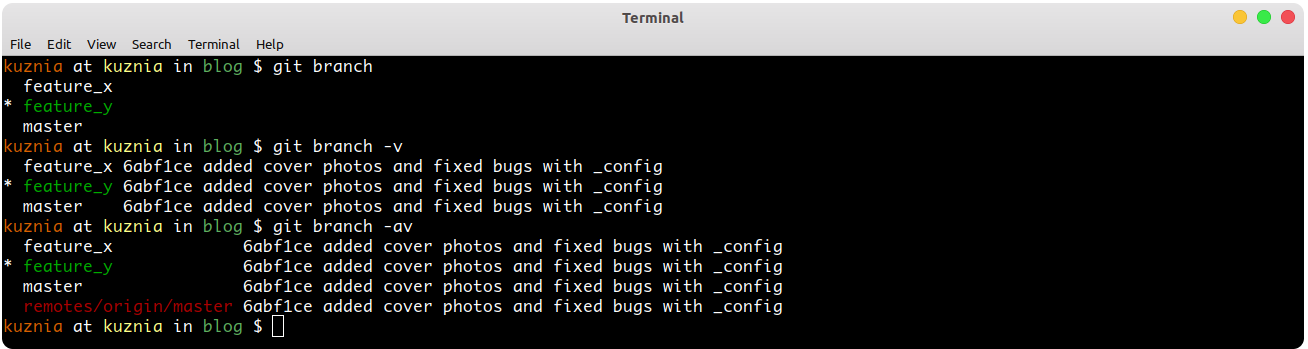 Terminal
File Edit View Search Terminal Help
kuznia at kuznia in blog $ git branch
  feature_x
* feature_y
  master
kuznia at kuznia in blog $ git branch -v
  feature_x 6abf1ce added cover photos and fixed bugs with _config
* feature_y 6abf1ce added cover photos and fixed bugs with _config
  master    6abf1ce added cover photos and fixed bugs with _config
kuznia at kuznia in blog $ git branch -av
  feature_x             6abf1ce added cover photos and fixed bugs with _config
* feature_y             6abf1ce added cover photos and fixed bugs with _config
  master                6abf1ce added cover photos and fixed bugs with _config
  remotes/origin/master 6abf1ce added cover photos and fixed bugs with _config
kuznia at kuznia in blog $